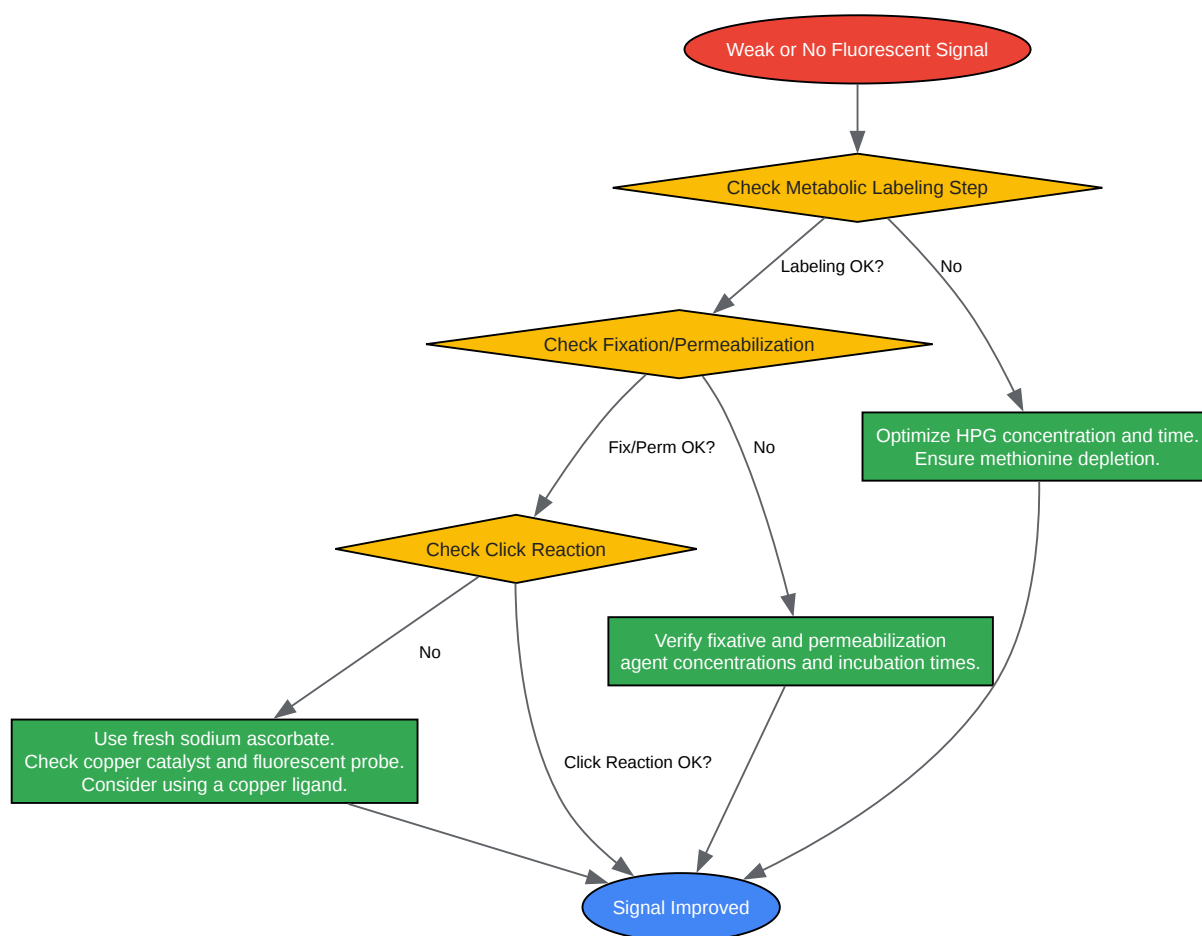 Weak or No Fluorescent Signal
Check Metabolic Labeling Step
Labeling OK?
No
Check Fixation/Permeabilization
Optimize HPG concentration and time.
Ensure methionine depletion.
Fix/Perm OK?
No
Check Click Reaction
Verify fixative and permeabilization
agent concentrations and incubation times.
No
Use fresh sodium ascorbate.
Check copper catalyst and fluorescent probe.
Consider using a copper ligand.
Click Reaction OK?
Signal Improved